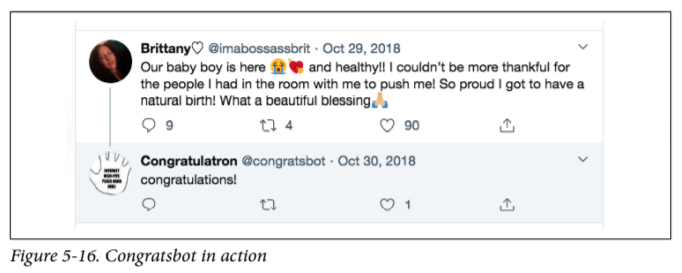 Brittany♡ @imabossassbrit · Oct 29, 2018
Our baby boy is here 😭💘 and healthy!! I couldn't be more thankful for
the people I had in the room with me to push me! So proud I got to have a
natural birth! What a beautiful blessing🙏🏼
9 4 90
Congratulatron @congratsbot · Oct 30, 2018
congratulations!
1
Figure 5-16. Congratsbot in action